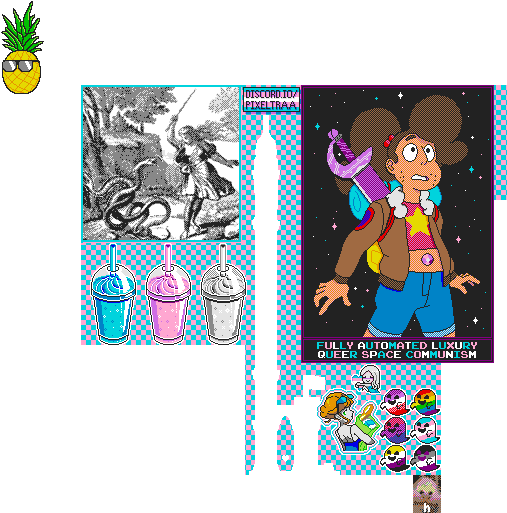 DISCORD.IO/
PIXELTRAA
FULLY AUTOMATED LUXURY
QUEER SPACE COMMUNISM